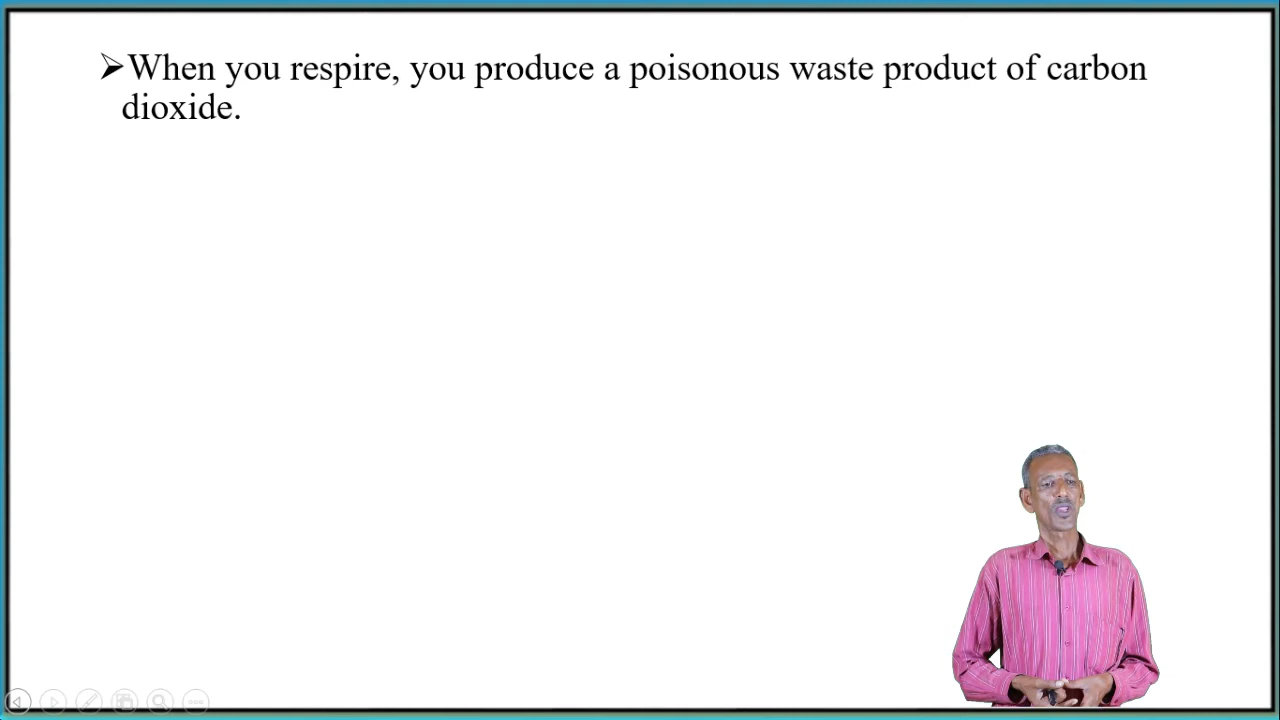 ➢When you respire, you produce a poisonous waste product of carbon
dioxide.